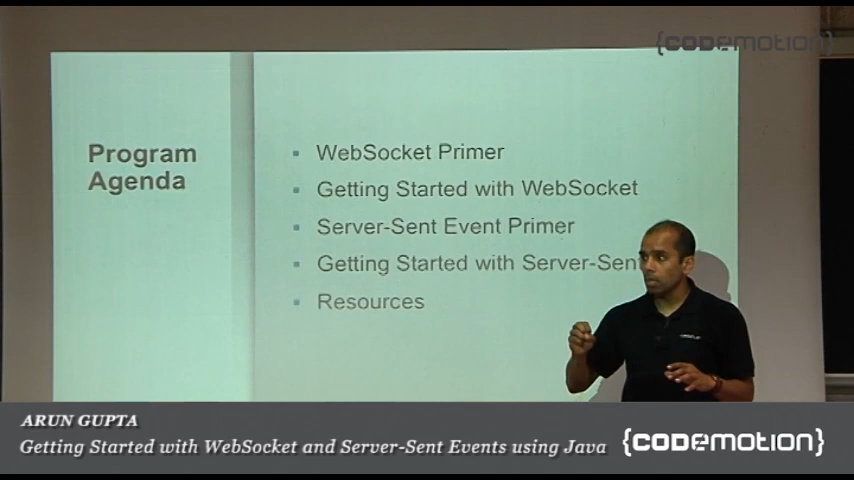 {CODEMOTION}
Program
Agenda
WebSocket Primer
Getting Started with WebSocket
Server-Sent Event Primer
Getting Started with Server-Sen
Resources
ARUN GUPTA
Getting Started with WebSocket and Server-Sent Events using Java
{CODEMOTION}